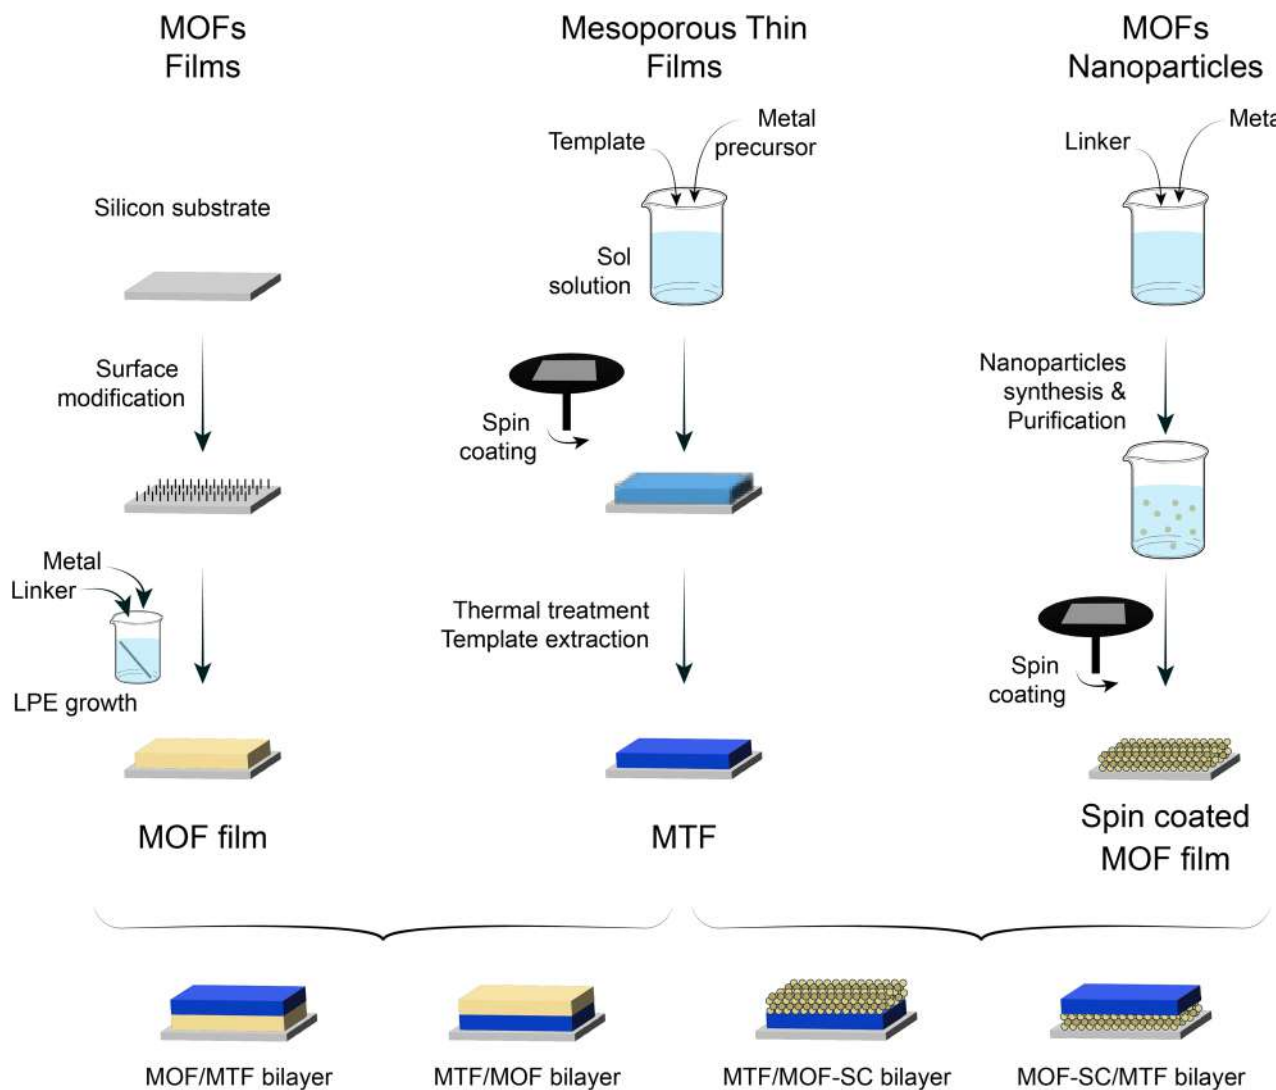 MOFs
Films
Silicon substrate
Surface
modification
Metal
Linker
LPE growth
MOF film
Mesoporous Thin
Films
Template
Metal
precursor
Sol
solution
Spin
coating
Thermal treatment
Template extraction
MTF
MOFs
Nanoparticles
Linker
Meta
Nanoparticles
synthesis &
Purification
Spin
coating
Spin coated
MOF film
MOF/MTF bilayer
MTF/MOF bilayer
MTF/MOF-SC bilayer
MOF-SC/MTF bilayer